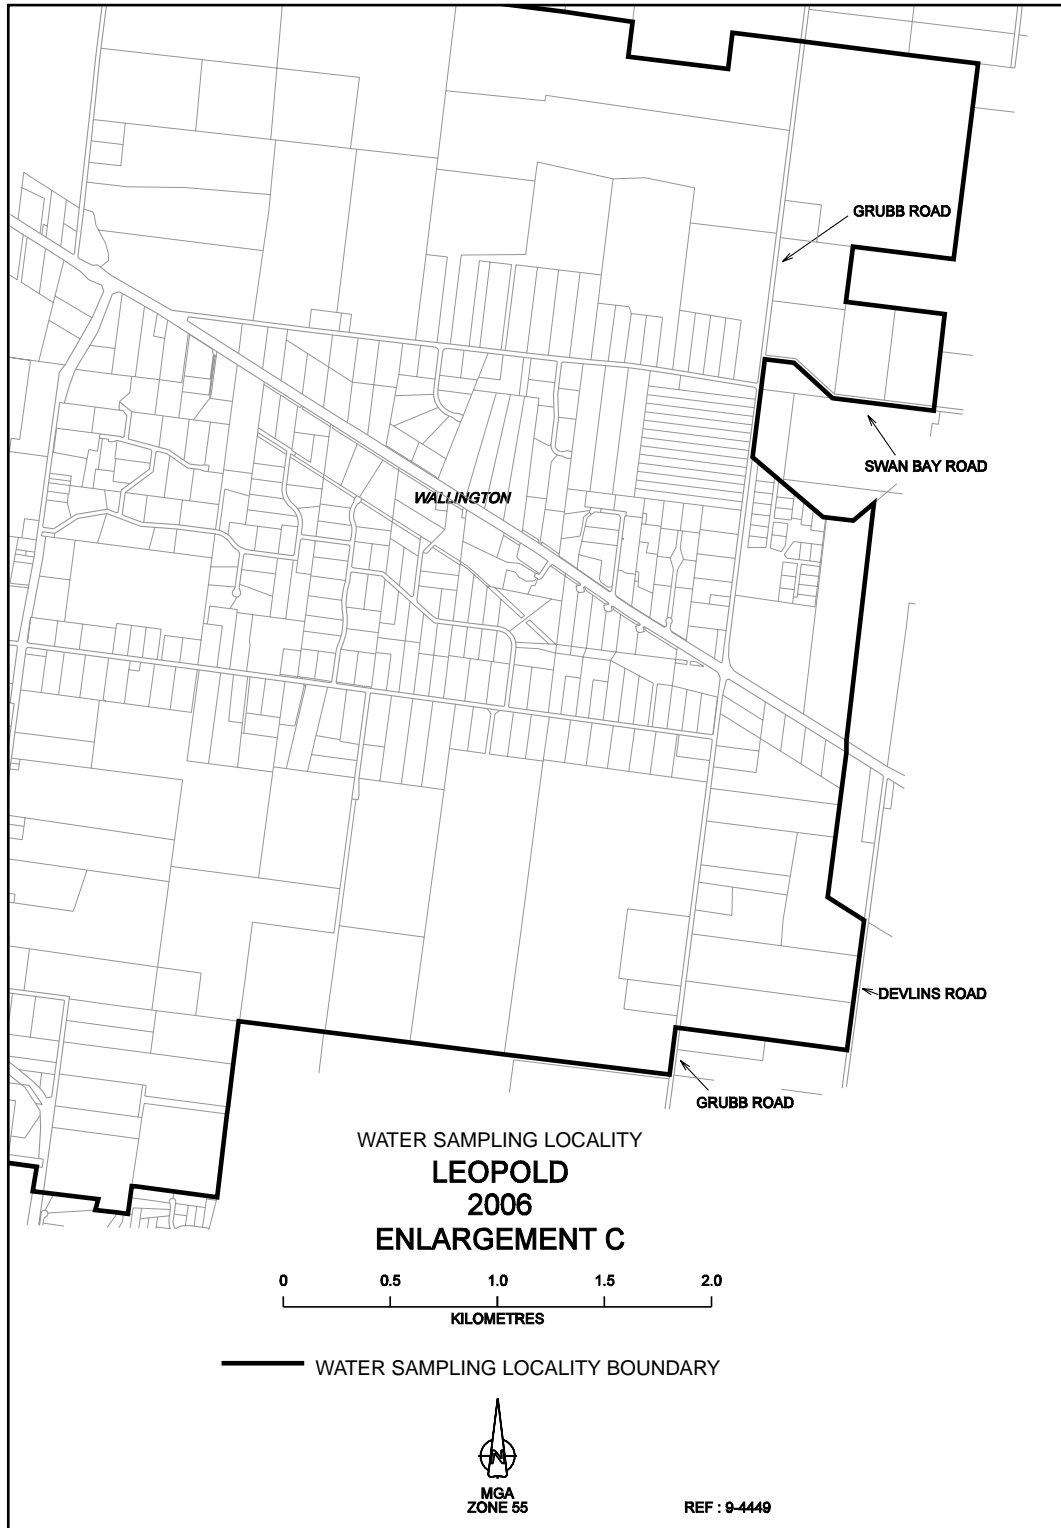 GRUBB ROAD
SWAN BAY ROAD
WALLINGTON
DEVLINS ROAD
GRUBB ROAD
WATER SAMPLING LOCALITY
LEOPOLD
2006
ENLARGEMENT C
0 0.5 1.0 1.5 2.0
KILOMETRES
WATER SAMPLING LOCALITY BOUNDARY
N
MGA
ZONE 55
REF : 9-4449